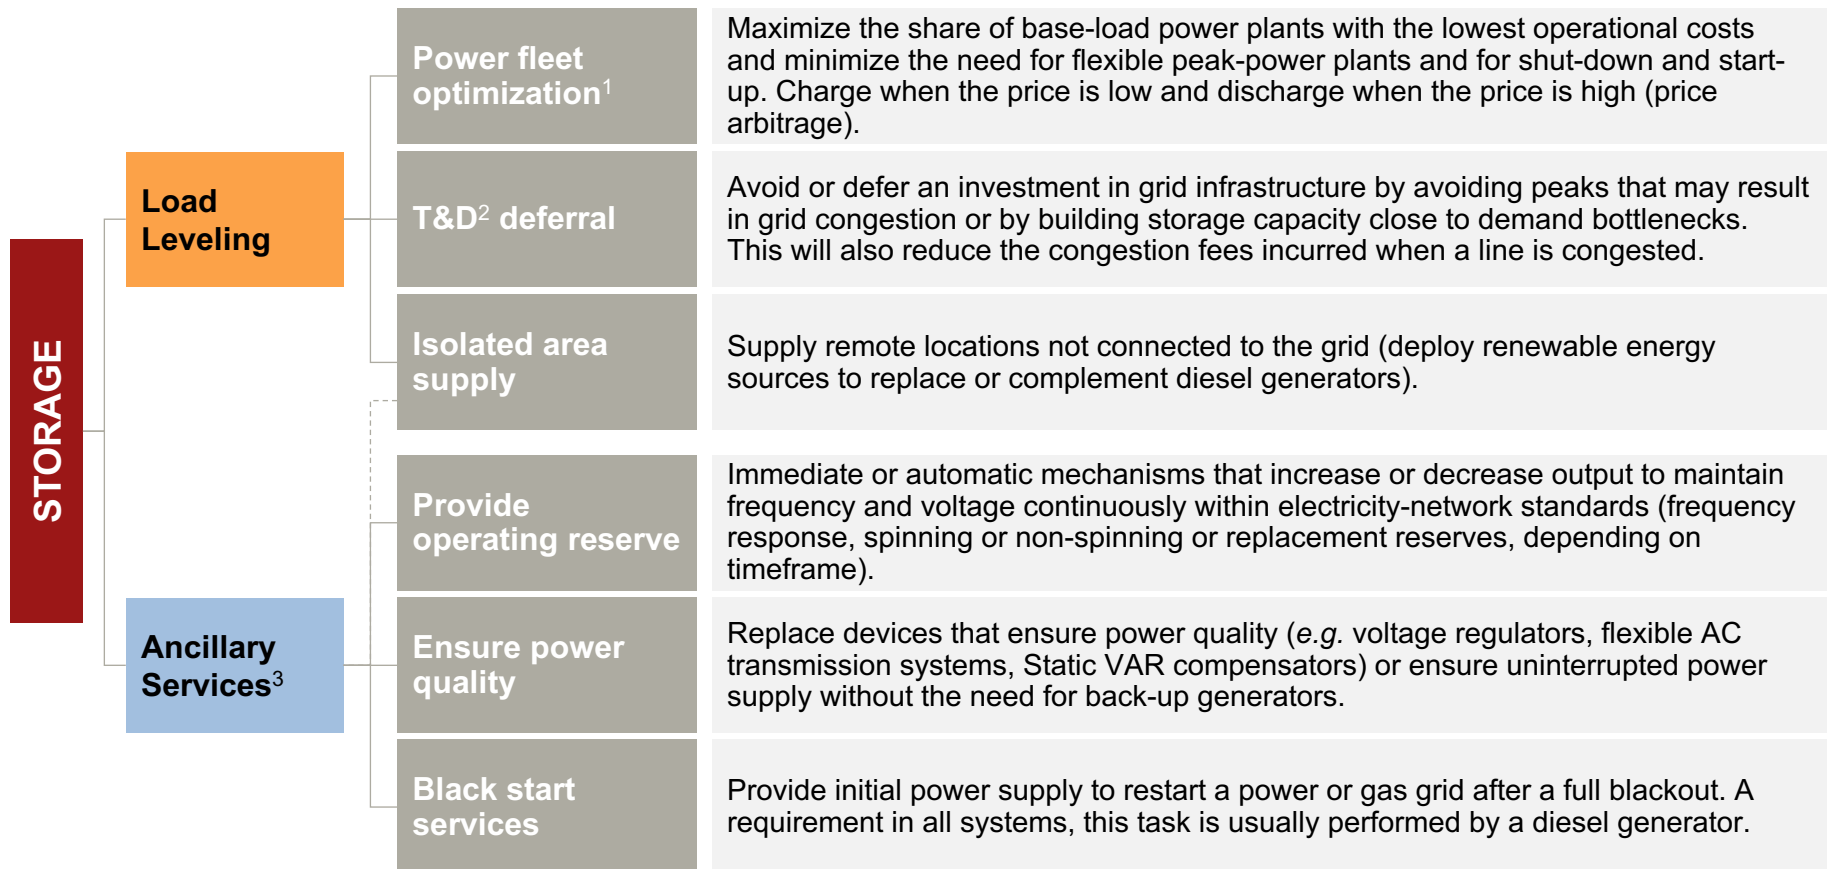 STORAGE
Load
Leveling
Power fleet
optimization¹
Maximize the share of base-load power plants with the lowest operational costs
and minimize the need for flexible peak-power plants and for shut-down and start-
up. Charge when the price is low and discharge when the price is high (price
arbitrage).
T&D² deferral
Avoid or defer an investment in grid infrastructure by avoiding peaks that may result
in grid congestion or by building storage capacity close to demand bottlenecks.
This will also reduce the congestion fees incurred when a line is congested.
Isolated area
supply
Supply remote locations not connected to the grid (deploy renewable energy
sources to replace or complement diesel generators).
Ancillary
Services³
Provide
operating reserve
Immediate or automatic mechanisms that increase or decrease output to maintain
frequency and voltage continuously within electricity-network standards (frequency
response, spinning or non-spinning or replacement reserves, depending on
timeframe).
Ensure power
quality
Replace devices that ensure power quality (e.g. voltage regulators, flexible AC
transmission systems, Static VAR compensators) or ensure uninterrupted power
supply without the need for back-up generators.
Black start
services
Provide initial power supply to restart a power or gas grid after a full blackout. A
requirement in all systems, this task is usually performed by a diesel generator.